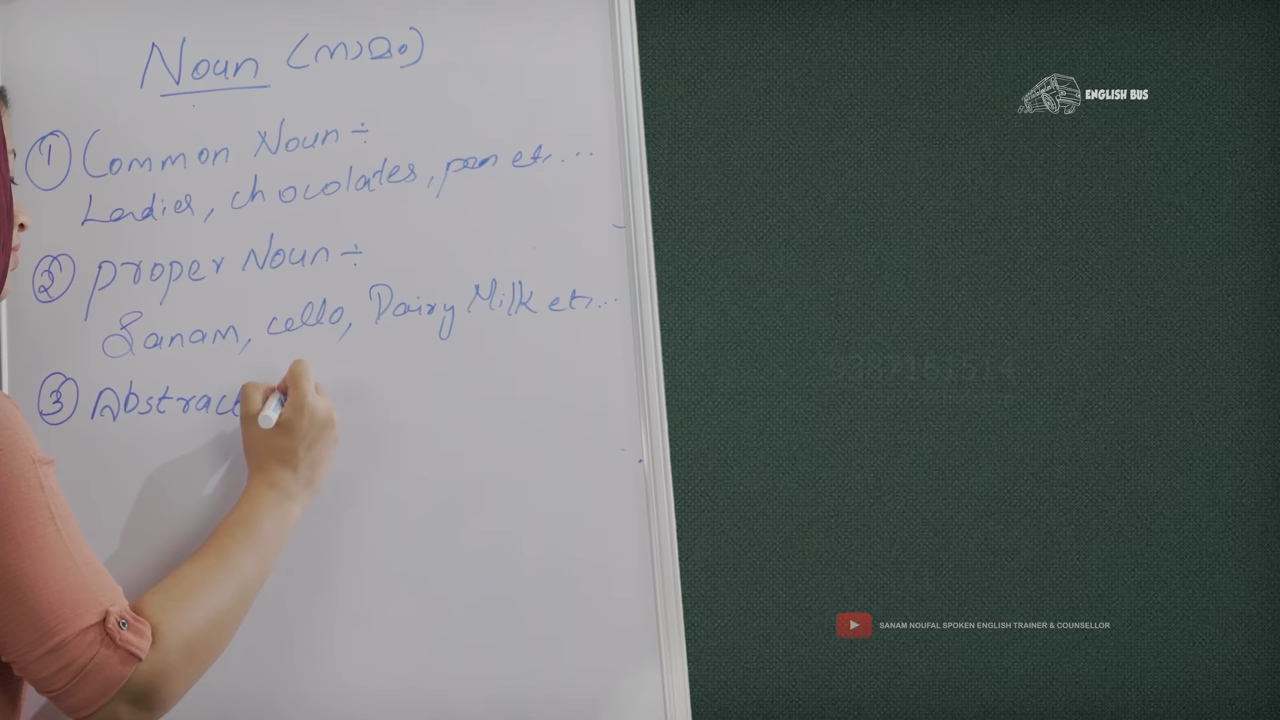 Noun (നാമം)
① Common Noun ÷
Ladies, chocolates, pen etc...
② Proper Noun ÷
Sanam, cello, Dairy Milk etc...
③ Abstract
ENGLISH BUS
SANAM NOUFAL SPOKEN ENGLISH TRAINER & COUNSELLOR